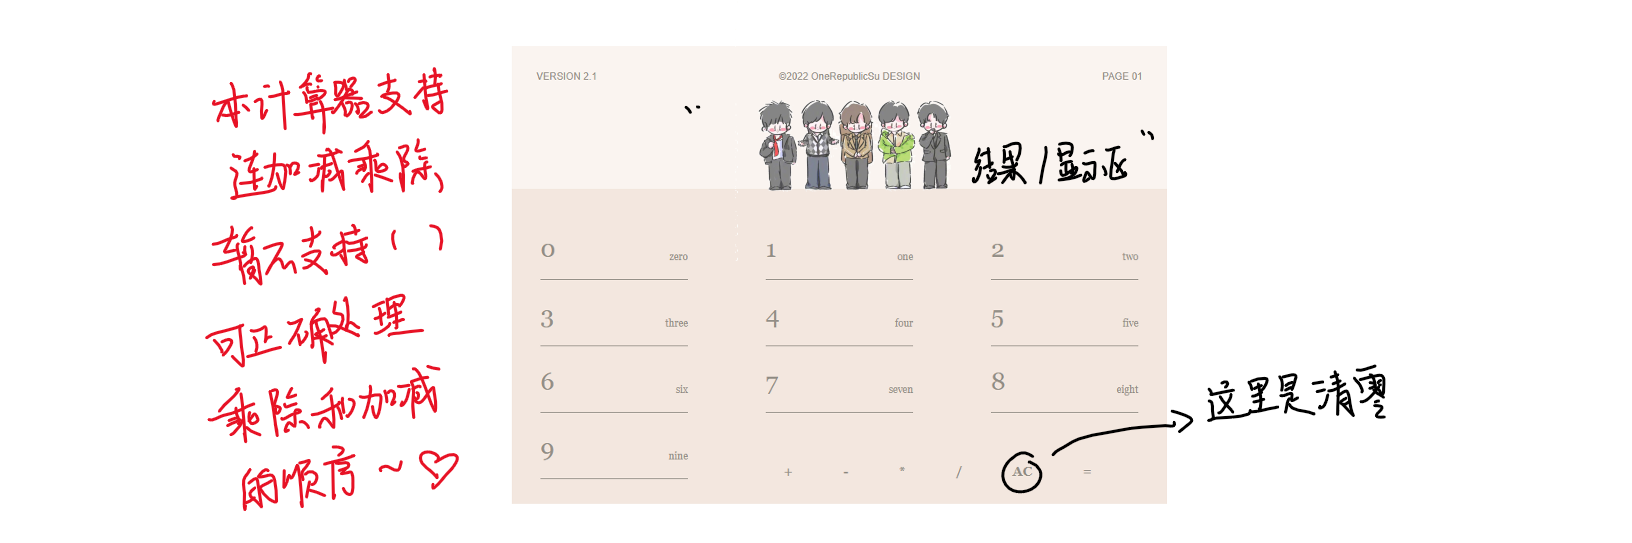 本计算器支持
连加减乘除,
暂不支持（ ）
可正确处理
乘除和加减
的顺序～♡
VERSION 2.1
©2022 OneRepublicSu DESIGN
PAGE 01
结果/显示区
0 zero
1 one
2 two
3 three
4 four
5 five
6 six
7 seven
8 eight
9 nine
+ - * / AC =
这里是清零